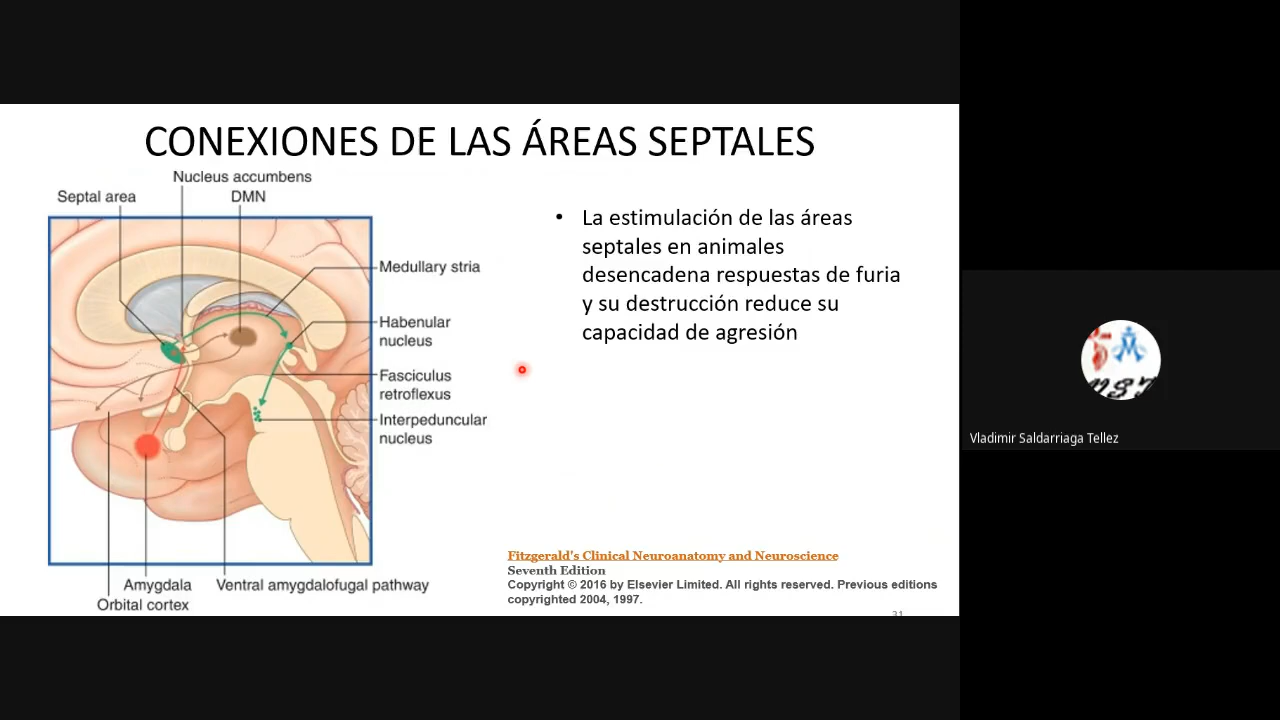 CONEXIONES DE LAS ÁREAS SEPTALES
Nucleus accumbens
Septal area
DMN
Medullary stria
Habenular
nucleus
Fasciculus
retroflexus
Interpeduncular
nucleus
Amygdala
Ventral amygdalofugal pathway
Orbital cortex
• La estimulación de las áreas
septales en animales
desencadena respuestas de furia
y su destrucción reduce su
capacidad de agresión
Fitzgerald's Clinical Neuroanatomy and Neuroscience
Seventh Edition
Copyright © 2016 by Elsevier Limited. All rights reserved. Previous editions
copyrighted 2004, 1997.
31
Vladimir Saldarriaga Tellez